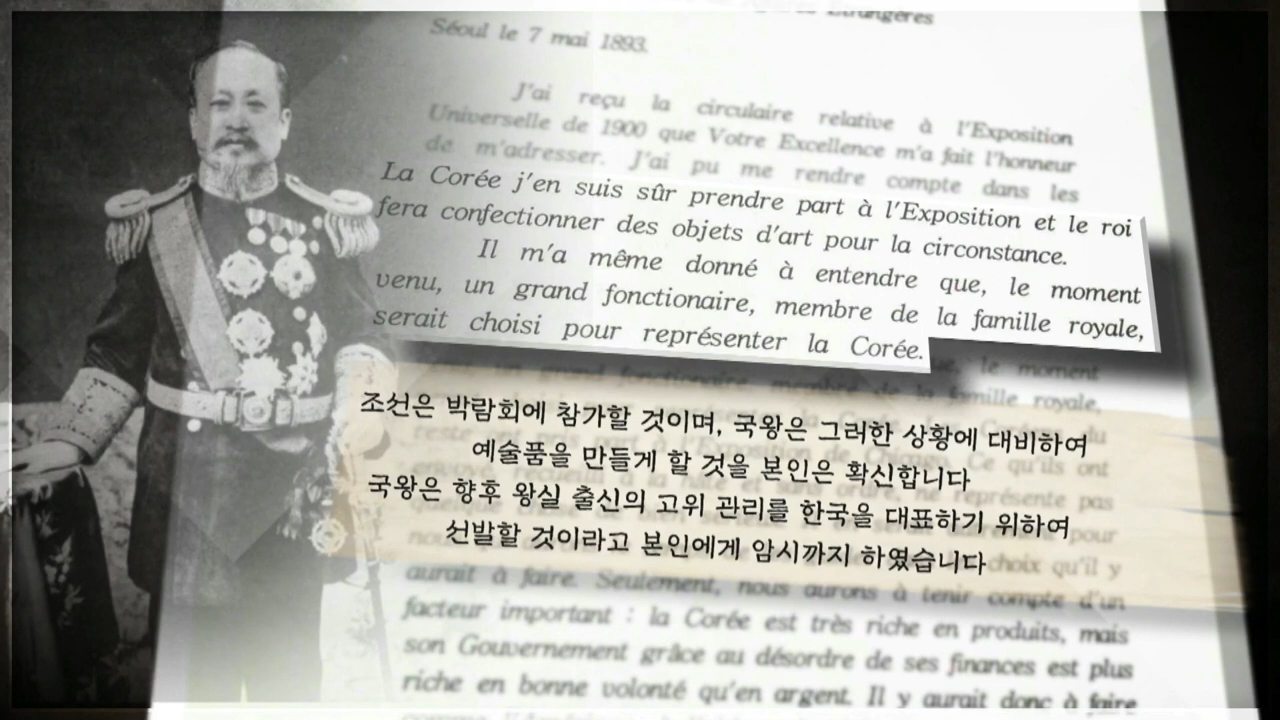 Étrangères
Séoul le 7 mai 1893.
J'ai reçu la circulaire relative à l'Exposition
Universelle de 1900 que Votre Excellence m'a fait l'honneur
de m'adresser. J'ai pu me rendre compte dans les
La Corée j'en suis sûr prendre part à l'Exposition et le roi
fera confectionner des objets d'art pour la circonstance.
Il m'a même donné à entendre que, le moment
venu, un grand fonctionaire, membre de la famille royale,
serait choisi pour représenter la Corée.
le moment
famille royale,
조선은 박람회에 참가할 것이며, 국왕은 그러한 상황에 대비하여
예술품을 만들게 할 것을 본인은 확신합니다
국왕은 향후 왕실 출신의 고위 관리를 한국을 대표하기 위하여
선발할 것이라고 본인에게 암시까지 하였습니다
choix qu'il y
aurait à faire. Seulement, nous aurons à tenir compte d'un
facteur important : la Corée est très riche en produits, mais
son Gouvernement grâce au désordre de ses finances est plus
riche en bonne volonté qu'en argent. Il y aurait donc à faire